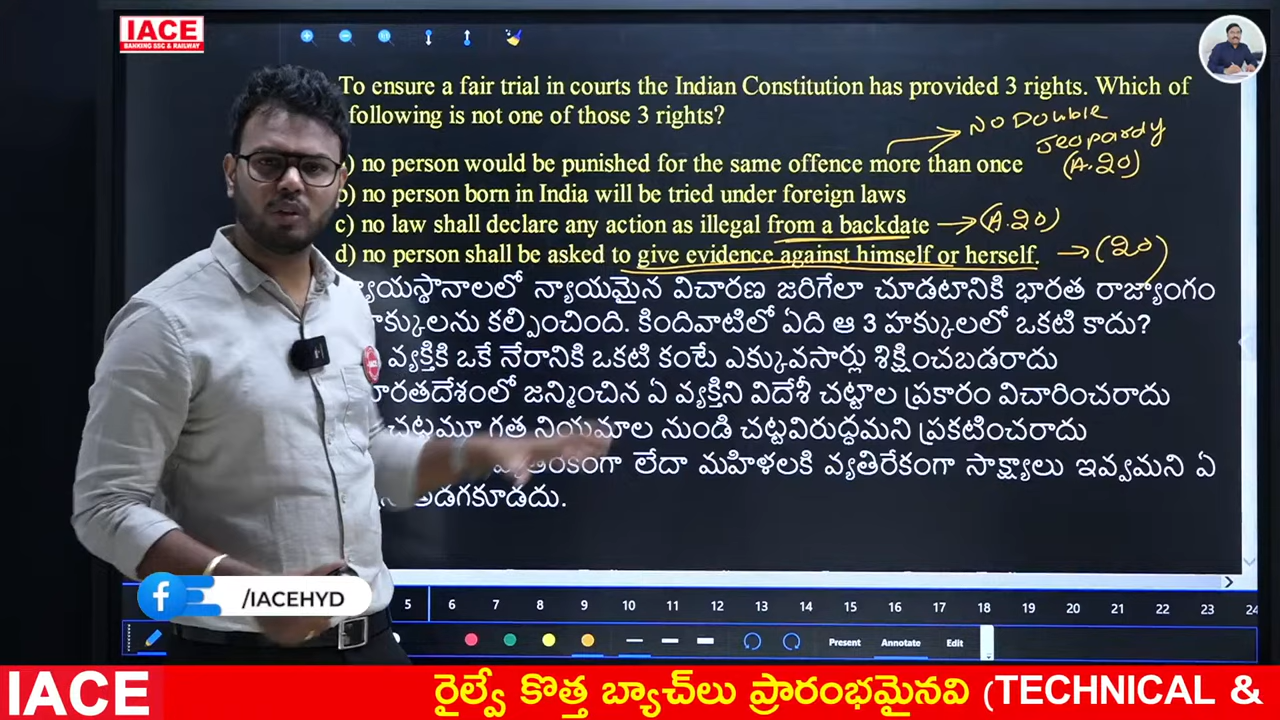 IACE
BANKING SSC & RAILWAY
To ensure a fair trial in courts the Indian Constitution has provided 3 rights. Which of
following is not one of those 3 rights?
) no person would be punished for the same offence more than once
No Double
Jeopardy
(A.20)
b) no person born in India will be tried under foreign laws
c) no law shall declare any action as illegal from a backdate → (A.20)
d) no person shall be asked to give evidence against himself or herself. → (20)
న్యాయస్థానాలలో న్యాయమైన విచారణ జరిగేలా చూడటానికి భారత రాజ్యాంగం
హక్కులను కల్పించింది. కిందివాటిలో ఏది ఆ 3 హక్కులలో ఒకటి కాదు?
వ్యక్తికి ఒకే నేరానికి ఒకటి కంటే ఎక్కువసార్లు శిక్షించబడరాదు
భారతదేశంలో జన్మించిన ఏ వ్యక్తిని విదేశీ చట్టాల ప్రకారం విచారించరాదు
చట్టమూ గత నియమాల నుండి చట్టవిరుద్ధమని ప్రకటించరాదు
వ్యతిరేకంగా లేదా మహిళలకి వ్యతిరేకంగా సాక్ష్యాలు ఇవ్వమని ఏ
అడగకూడదు.
IACE
/IACEHYD
5 6 7 8 9 10 11 12 13 14 15 16 17 18 19 20 21 22 23 24
Present Annotate Edit
IACE రైల్వే కొత్త బ్యాచ్‌లు ప్రారంభమైనవి (TECHNICAL &